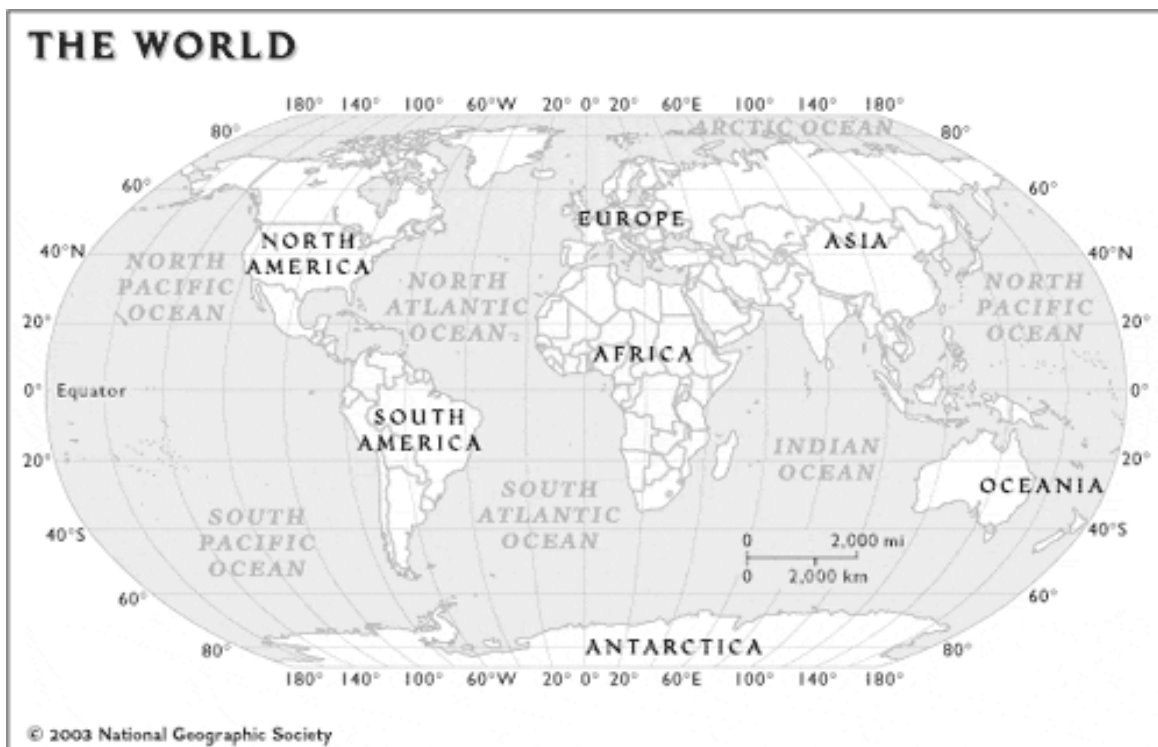 THE WORLD
180° 140° 100° 60°W 20° 0° 20° 60°E 100° 140° 180°
80° ARCTIC OCEAN 80°
60° 60°
EUROPE
NORTH AMERICA
ASIA
40°N 40°N
NORTH PACIFIC OCEAN
NORTH ATLANTIC OCEAN
NORTH PACIFIC OCEAN
20° 20°
AFRICA
0° Equator 0°
SOUTH AMERICA
INDIAN OCEAN
20° 20°
OCEANIA
SOUTH PACIFIC OCEAN
SOUTH ATLANTIC OCEAN
40°S 40°S
0 2,000 mi
0 2,000 km
60° 60°
ANTARCTICA
80° 80°
180° 140° 100° 60°W 20° 0° 20° 60°E 100° 140° 180°
© 2003 National Geographic Society